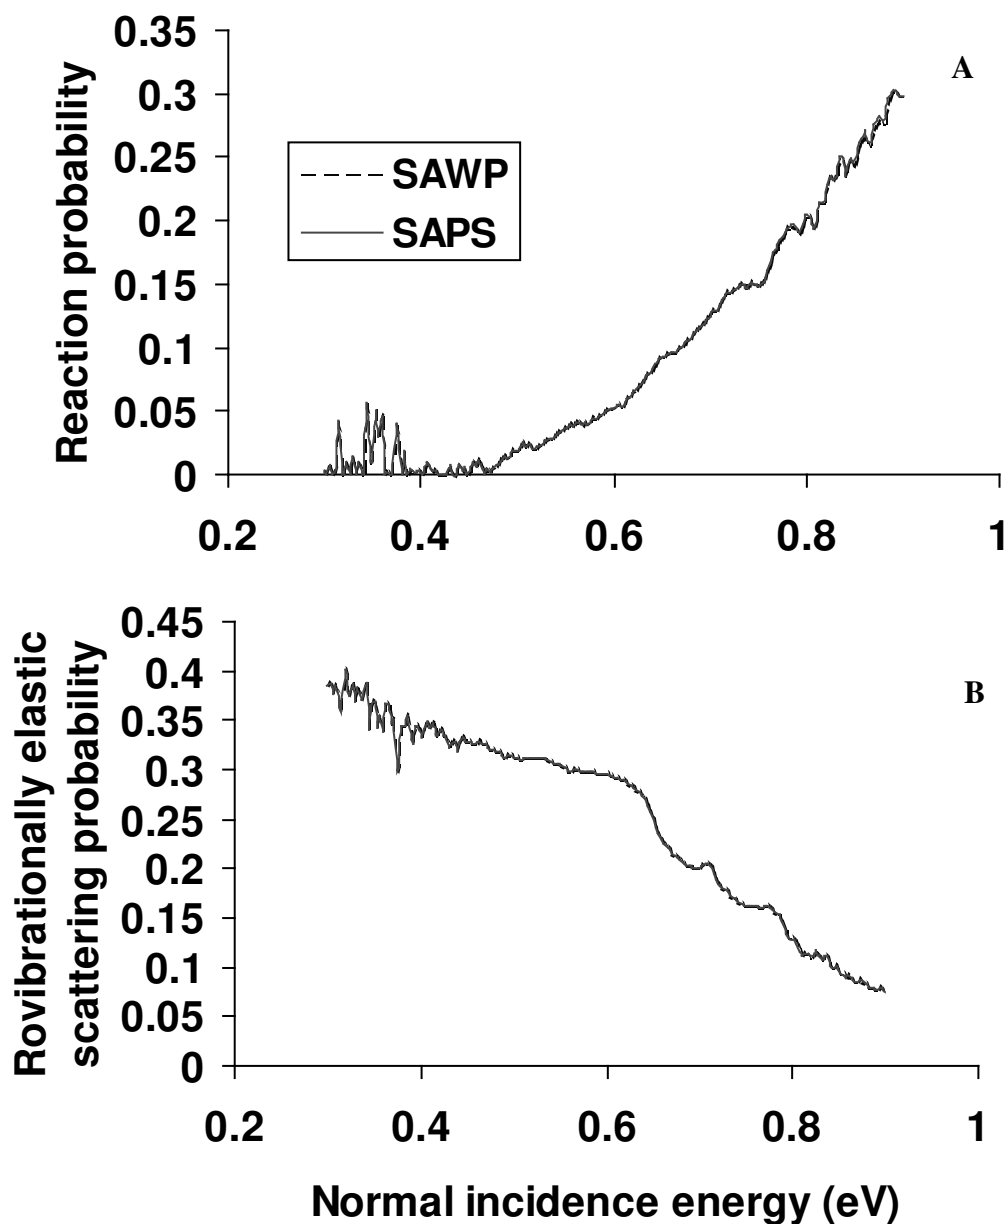 0.35
A
0.3
0.25
SAWP
0.2
SAPS
0.15
0.1
0.05
0
Reaction probability
0.2 0.4 0.6 0.8 1
0.45
0.4
B
0.35
0.3
0.25
0.2
0.15
0.1
0.05
0
Rovibrationally elastic
scattering probability
0.2 0.4 0.6 0.8 1
Normal incidence energy (eV)